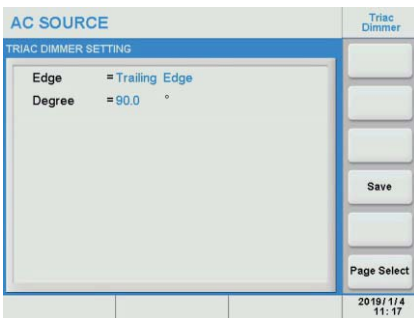 AC SOURCE
Triac
Dimmer
TRIAC DIMMER SETTING
Edge =Trailing Edge
Degree =90.0 °
Save
Page Select
2019/1/4
11:17